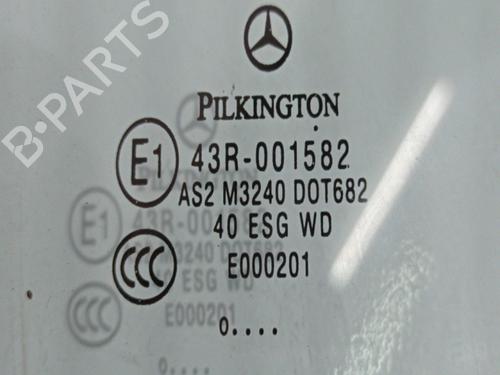 B-PARTS
PILKINGTON
E1 43R-001582
AS2 M3240 DOT682
40 ESG WD
CCC E000201
o....